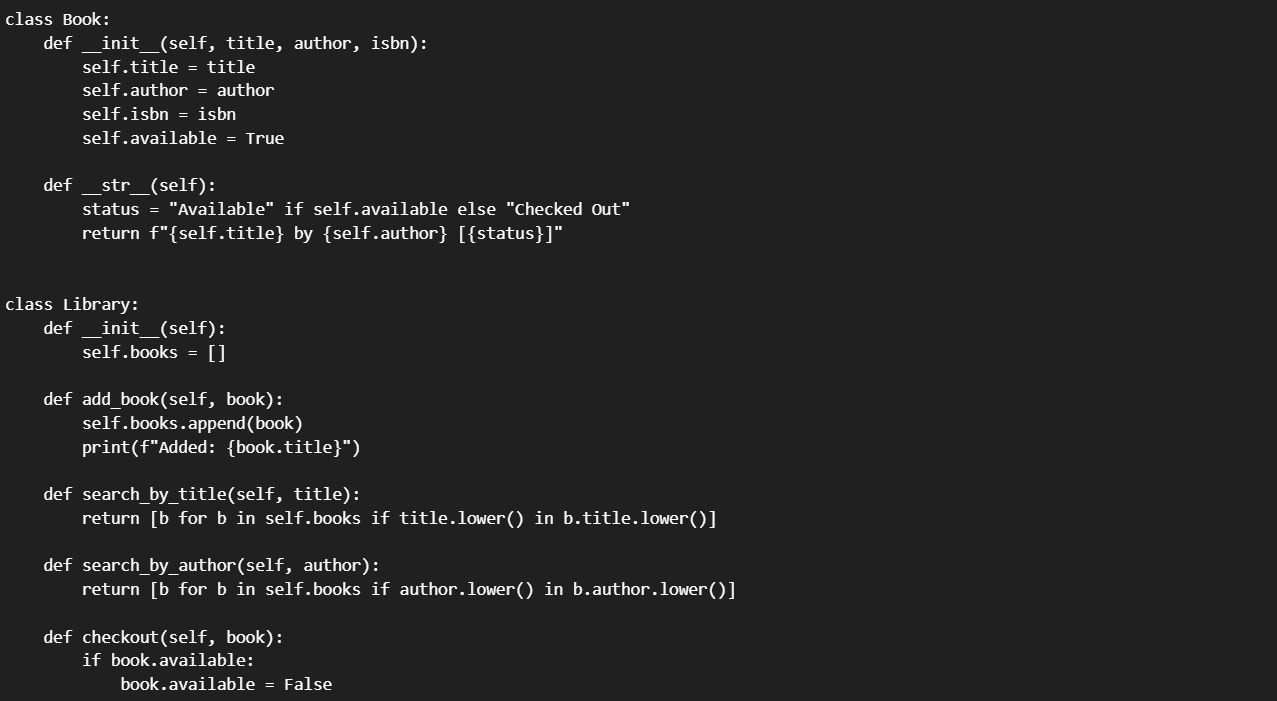 class Book:
    def __init__(self, title, author, isbn):
        self.title = title
        self.author = author
        self.isbn = isbn
        self.available = True

    def __str__(self):
        status = "Available" if self.available else "Checked Out"
        return f"{self.title} by {self.author} [{status}]"


class Library:
    def __init__(self):
        self.books = []

    def add_book(self, book):
        self.books.append(book)
        print(f"Added: {book.title}")

    def search_by_title(self, title):
        return [b for b in self.books if title.lower() in b.title.lower()]

    def search_by_author(self, author):
        return [b for b in self.books if author.lower() in b.author.lower()]

    def checkout(self, book):
        if book.available:
            book.available = False